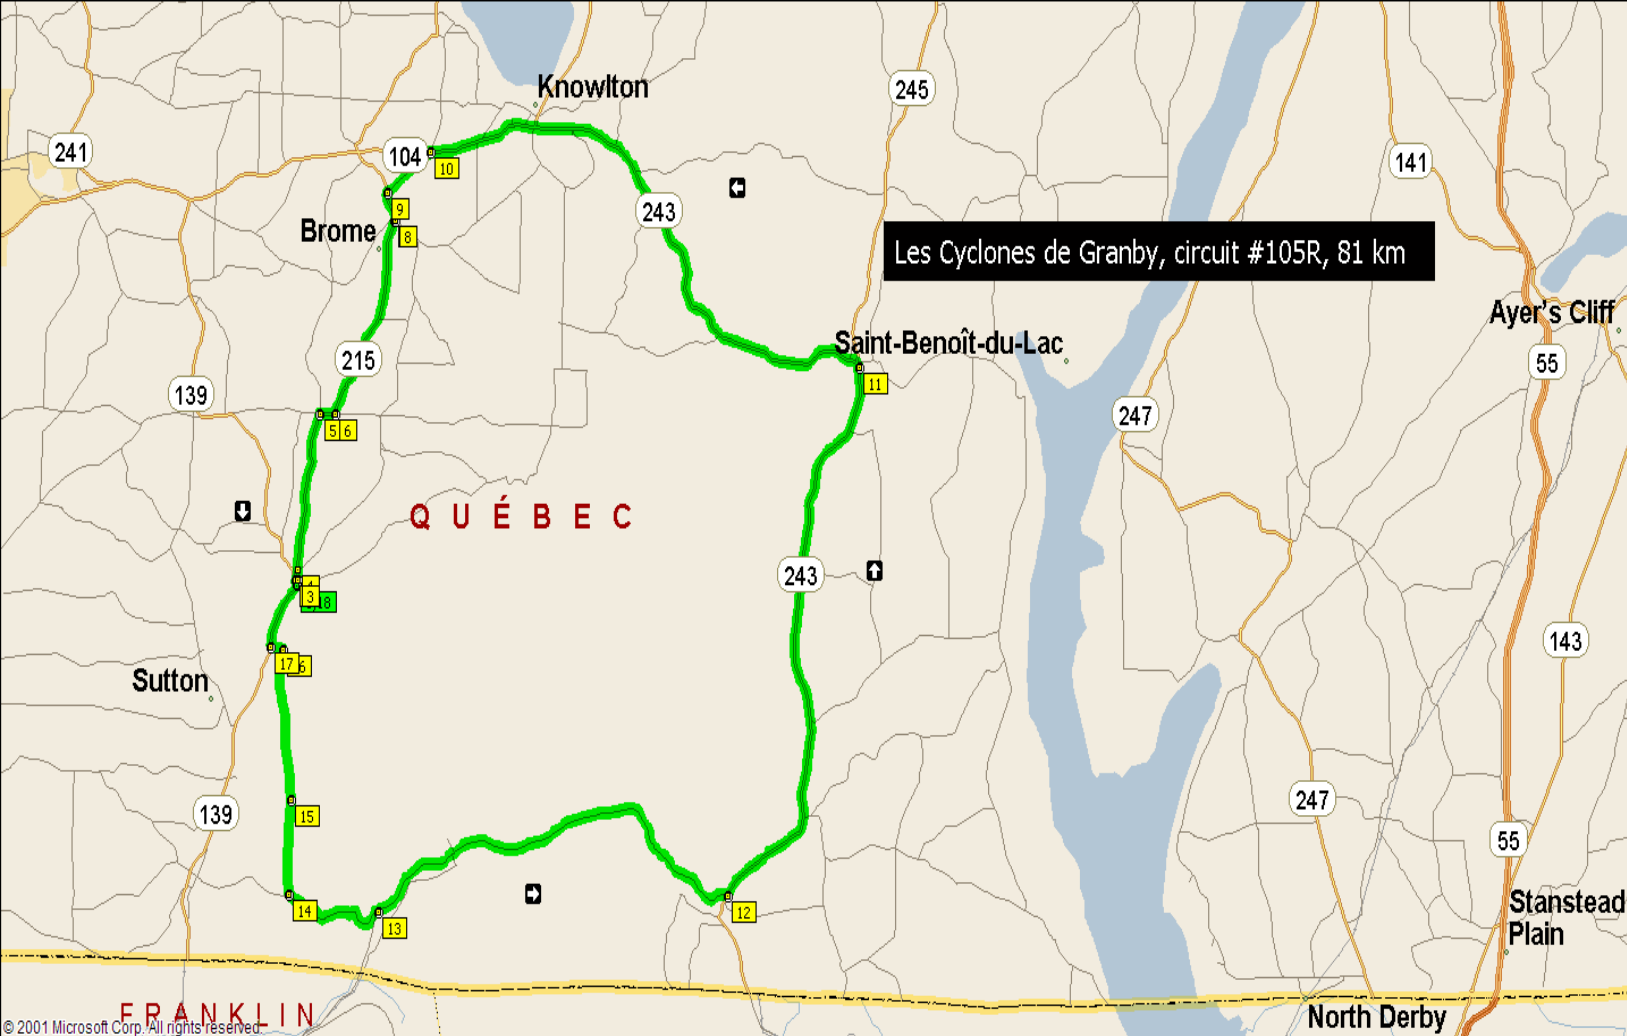 Knowlton
245
241
104
141
10
243
9
Brome
8
Les Cyclones de Granby, circuit #105R, 81 km
Ayer's Cliff
Saint-Benoît-du-Lac
215
55
11
139
247
5 6
QUÉBEC
243
3 18
143
17 6
Sutton
247
139
15
55
Stanstead
Plain
14
12
13
North Derby
FRANKLIN
© 2001 Microsoft Corp. All rights reserved.